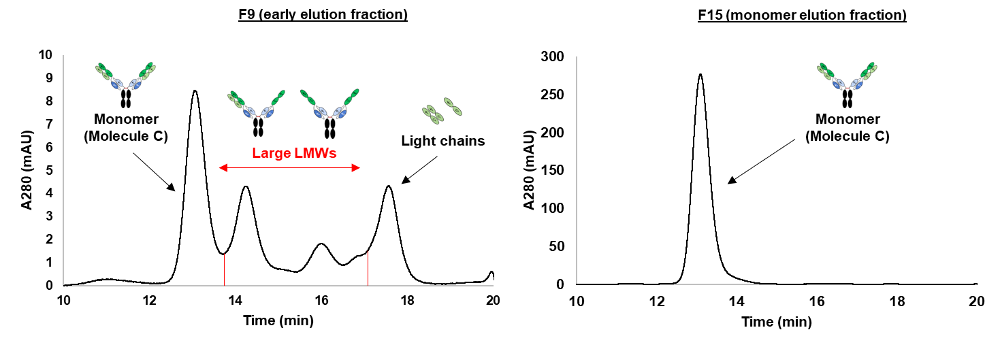 F9 (early elution fraction)
10
9
8
7
6
5
4
3
2
1
0
A280 (mAU)
Monomer
(Molecule C)
Large LMWs
Light chains
10
12
14
16
18
20
Time (min)
F15 (monomer elution fraction)
300
250
200
150
100
50
0
A280 (mAU)
Monomer
(Molecule C)
10
12
14
16
18
20
Time (min)